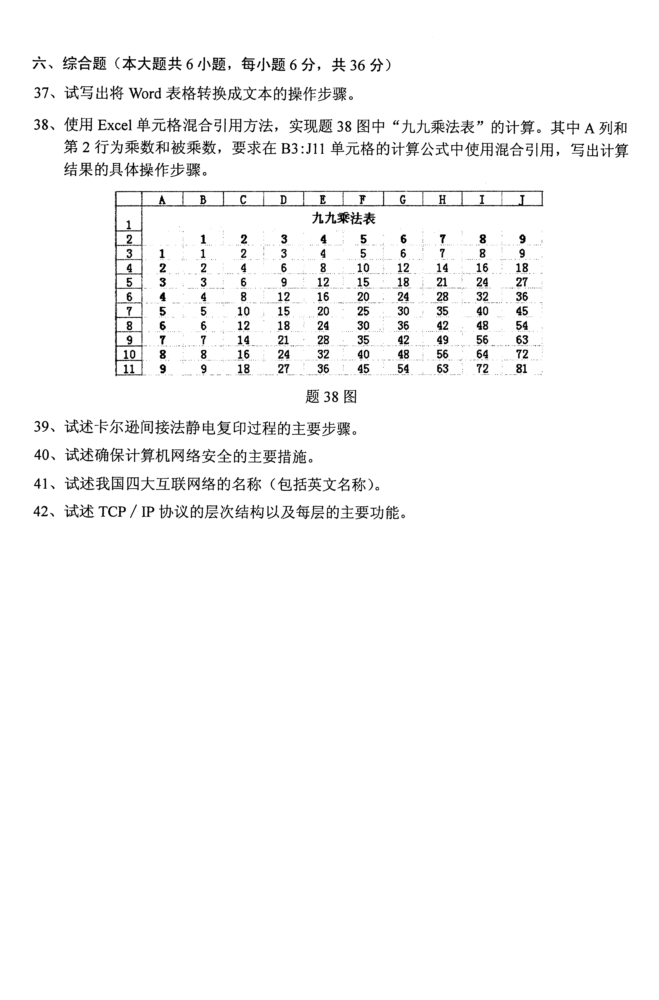 六、综合题（本大题共 6 小题，每小题 6 分，共 36 分）
37、试写出将 Word 表格转换成文本的操作步骤。
38、使用 Excel 单元格混合引用方法，实现题 38 图中“九九乘法表”的计算。其中 A 列和
第 2 行为乘数和被乘数，要求在 B3:J11 单元格的计算公式中使用混合引用，写出计算
结果的具体操作步骤。
A B C D E F G H I J
九九乘法表
1
2 1 2 3 4 5 6 7 8 9
3 1 1 2 3 4 5 6 7 8 9
4 2 2 4 6 8 10 12 14 16 18
5 3 3 6 9 12 15 18 21 24 27
6 4 4 8 12 16 20 24 28 32 36
7 5 5 10 15 20 25 30 35 40 45
8 6 6 12 18 24 30 36 42 48 54
9 7 7 14 21 28 35 42 49 56 63
10 8 8 16 24 32 40 48 56 64 72
11 9 9 18 27 36 45 54 63 72 81
题 38 图
39、试述卡尔逊间接法静电复印过程的主要步骤。
40、试述确保计算机网络安全的主要措施。
41、试述我国四大互联网络的名称（包括英文名称）。
42、试述 TCP / IP 协议的层次结构以及每层的主要功能。